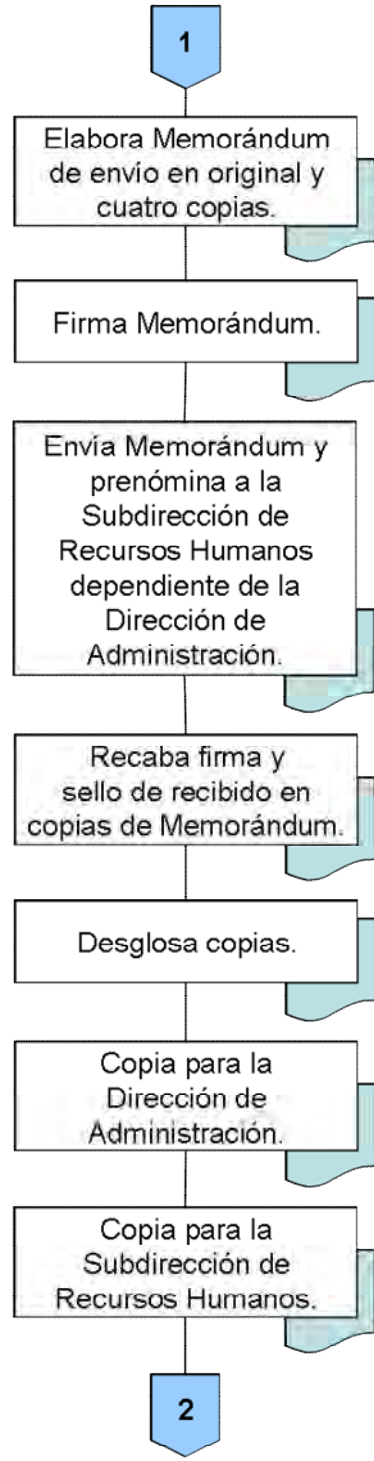 1
Elabora Memorándum
de envío en original y
cuatro copias.
Firma Memorándum.
Envía Memorándum y
prenómina a la
Subdirección de
Recursos Humanos
dependiente de la
Dirección de
Administración.
Recaba firma y
sello de recibido en
copias de Memorándum.
Desglosa copias.
Copia para la
Dirección de
Administración.
Copia para la
Subdirección de
Recursos Humanos.
2